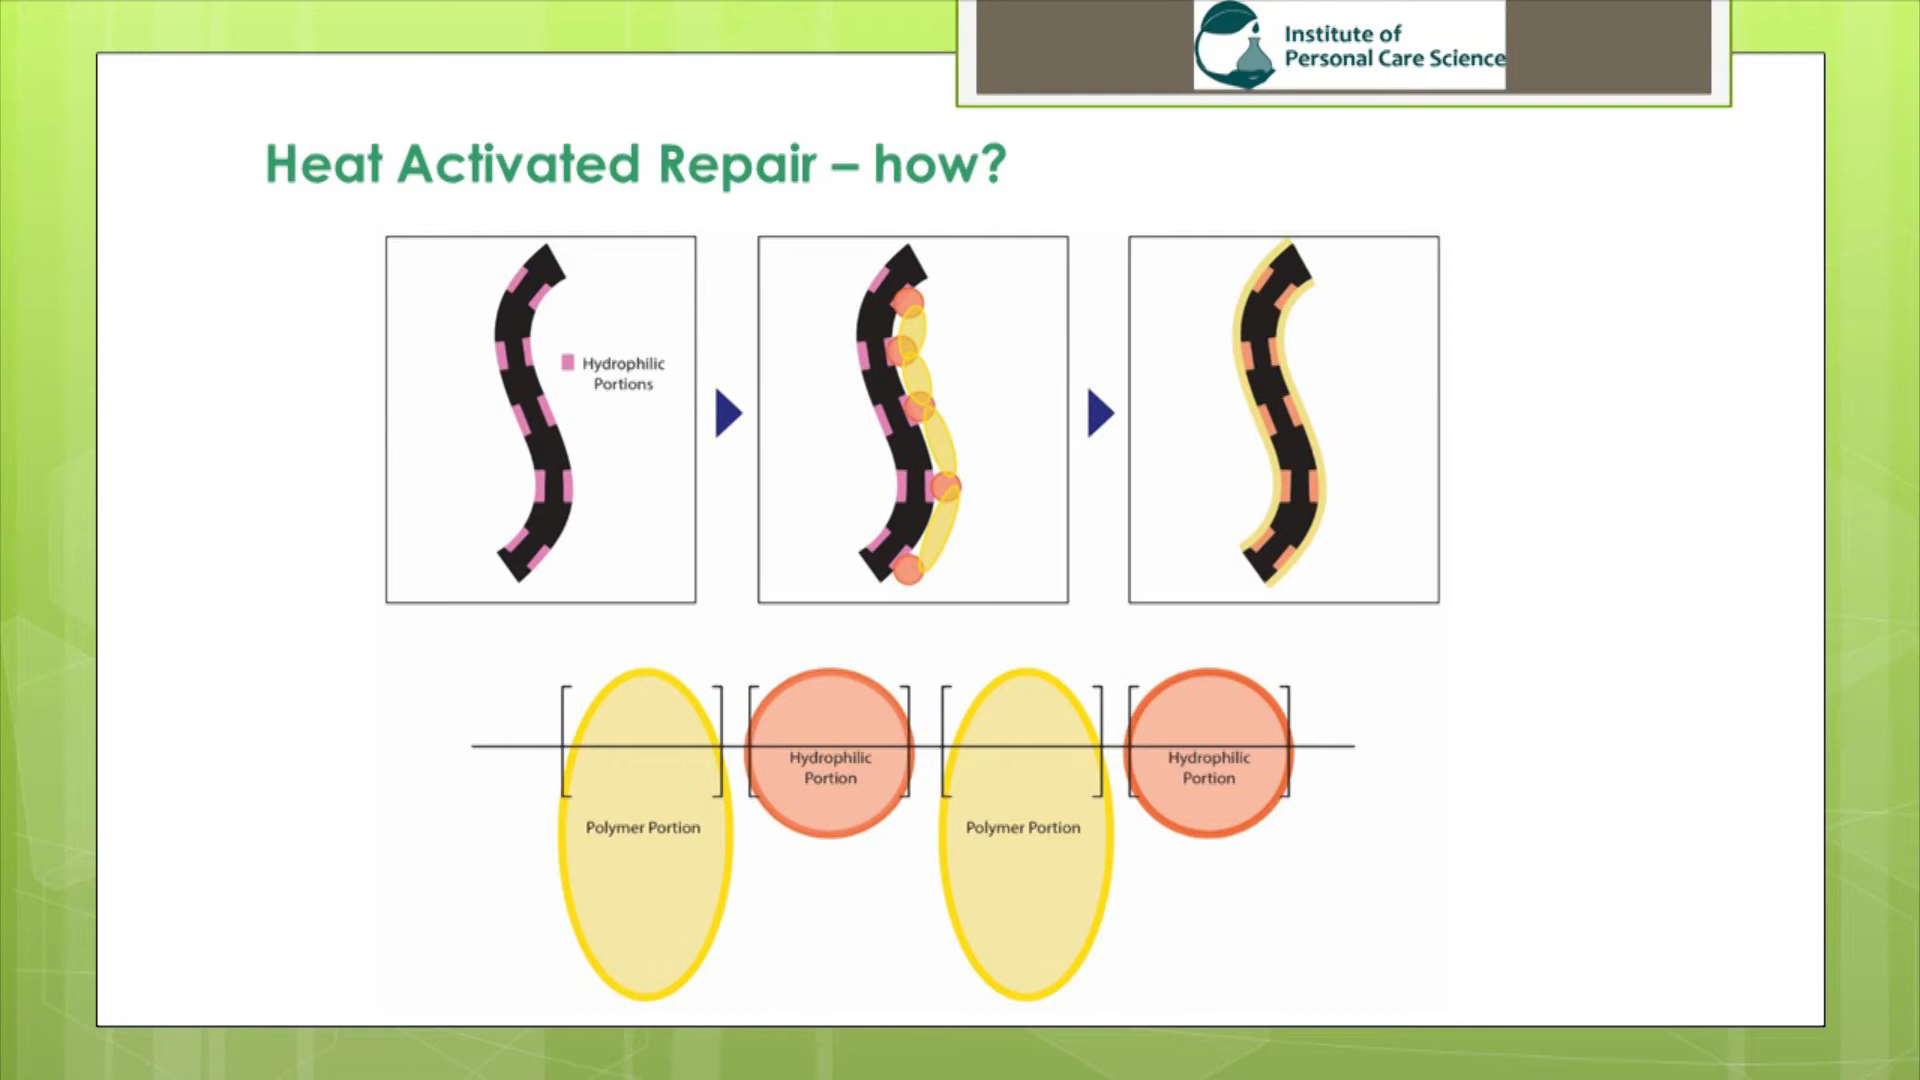 Institute of
Personal Care Science
Heat Activated Repair – how?
Hydrophilic
Portions
Hydrophilic
Portion
Hydrophilic
Portion
Polymer Portion
Polymer Portion